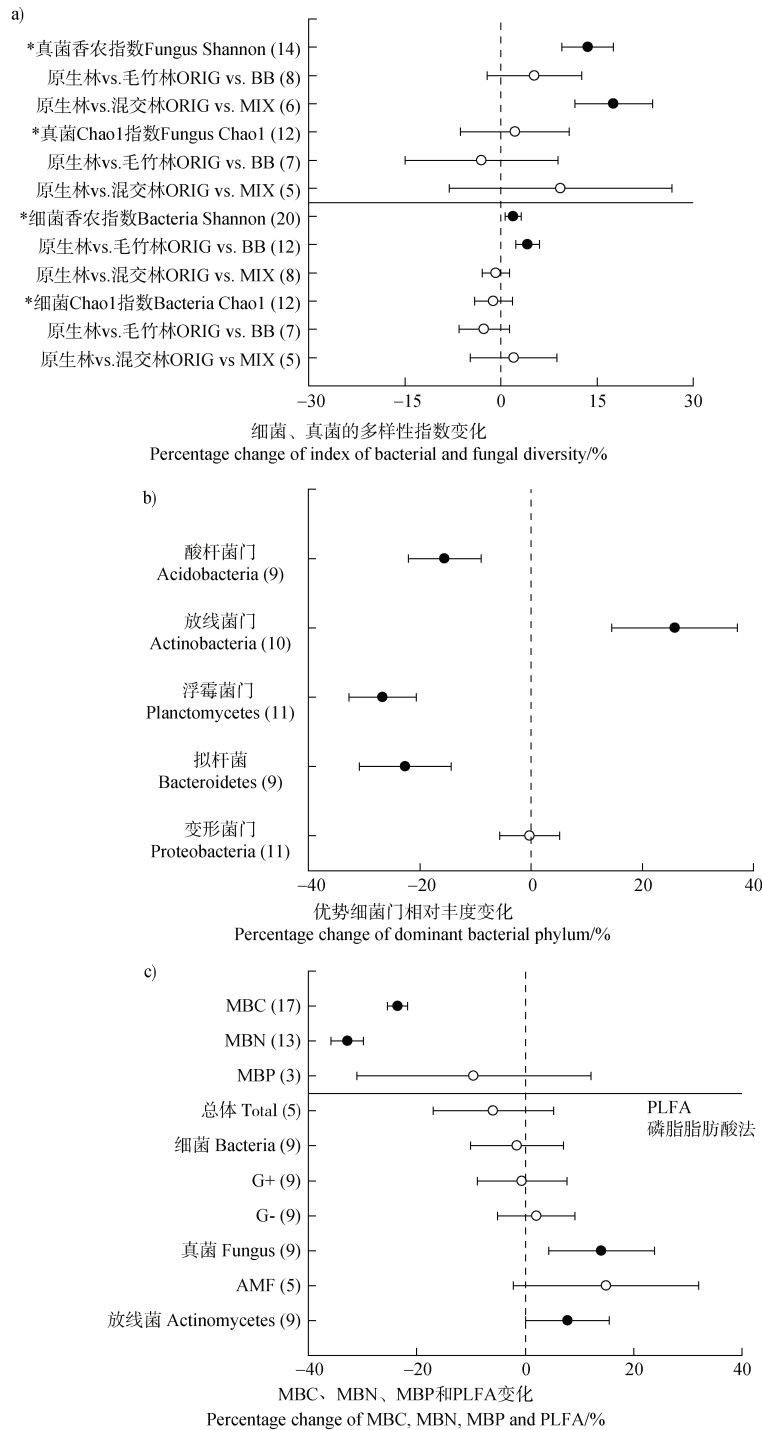 a)
*真菌香农指数Fungus Shannon (14)
原生林vs.毛竹林ORIG vs. BB (8)
原生林vs.混交林ORIG vs. MIX (6)
*真菌Chao1指数Fungus Chao1 (12)
原生林vs.毛竹林ORIG vs. BB (7)
原生林vs.混交林ORIG vs. MIX (5)
*细菌香农指数Bacteria Shannon (20)
原生林vs.毛竹林ORIG vs. BB (12)
原生林vs.混交林ORIG vs. MIX (8)
*细菌Chao1指数Bacteria Chao1 (12)
原生林vs.毛竹林ORIG vs. BB (7)
原生林vs.混交林ORIG vs MIX (5)
−30 −15 0 15 30
细菌、真菌的多样性指数变化
Percentage change of index of bacterial and fungal diversity/%
b)
酸杆菌门
Acidobacteria (9)
放线菌门
Actinobacteria (10)
浮霉菌门
Planctomycetes (11)
拟杆菌
Bacteroidetes (9)
变形菌门
Proteobacteria (11)
−40 −20 0 20 40
优势细菌门相对丰度变化
Percentage change of dominant bacterial phylum/%
c)
MBC (17)
MBN (13)
MBP (3)
总体 Total (5)
PLFA
磷脂脂肪酸法
细菌 Bacteria (9)
G+ (9)
G- (9)
真菌 Fungus (9)
AMF (5)
放线菌 Actinomycetes (9)
−40 −20 0 20 40
MBC、MBN、MBP和PLFA变化
Percentage change of MBC, MBN, MBP and PLFA/%